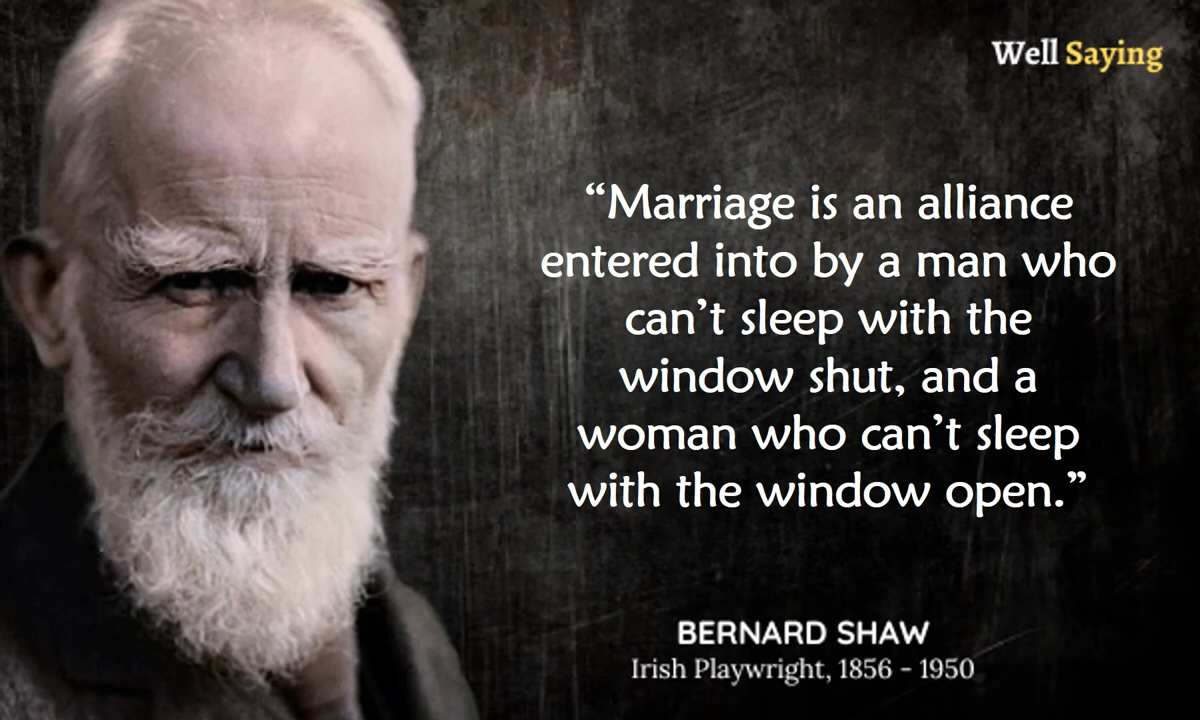 Well Saying
“Marriage is an alliance
entered into by a man who
can’t sleep with the
window shut, and a
woman who can’t sleep
with the window open.”
BERNARD SHAW
Irish Playwright, 1856 - 1950